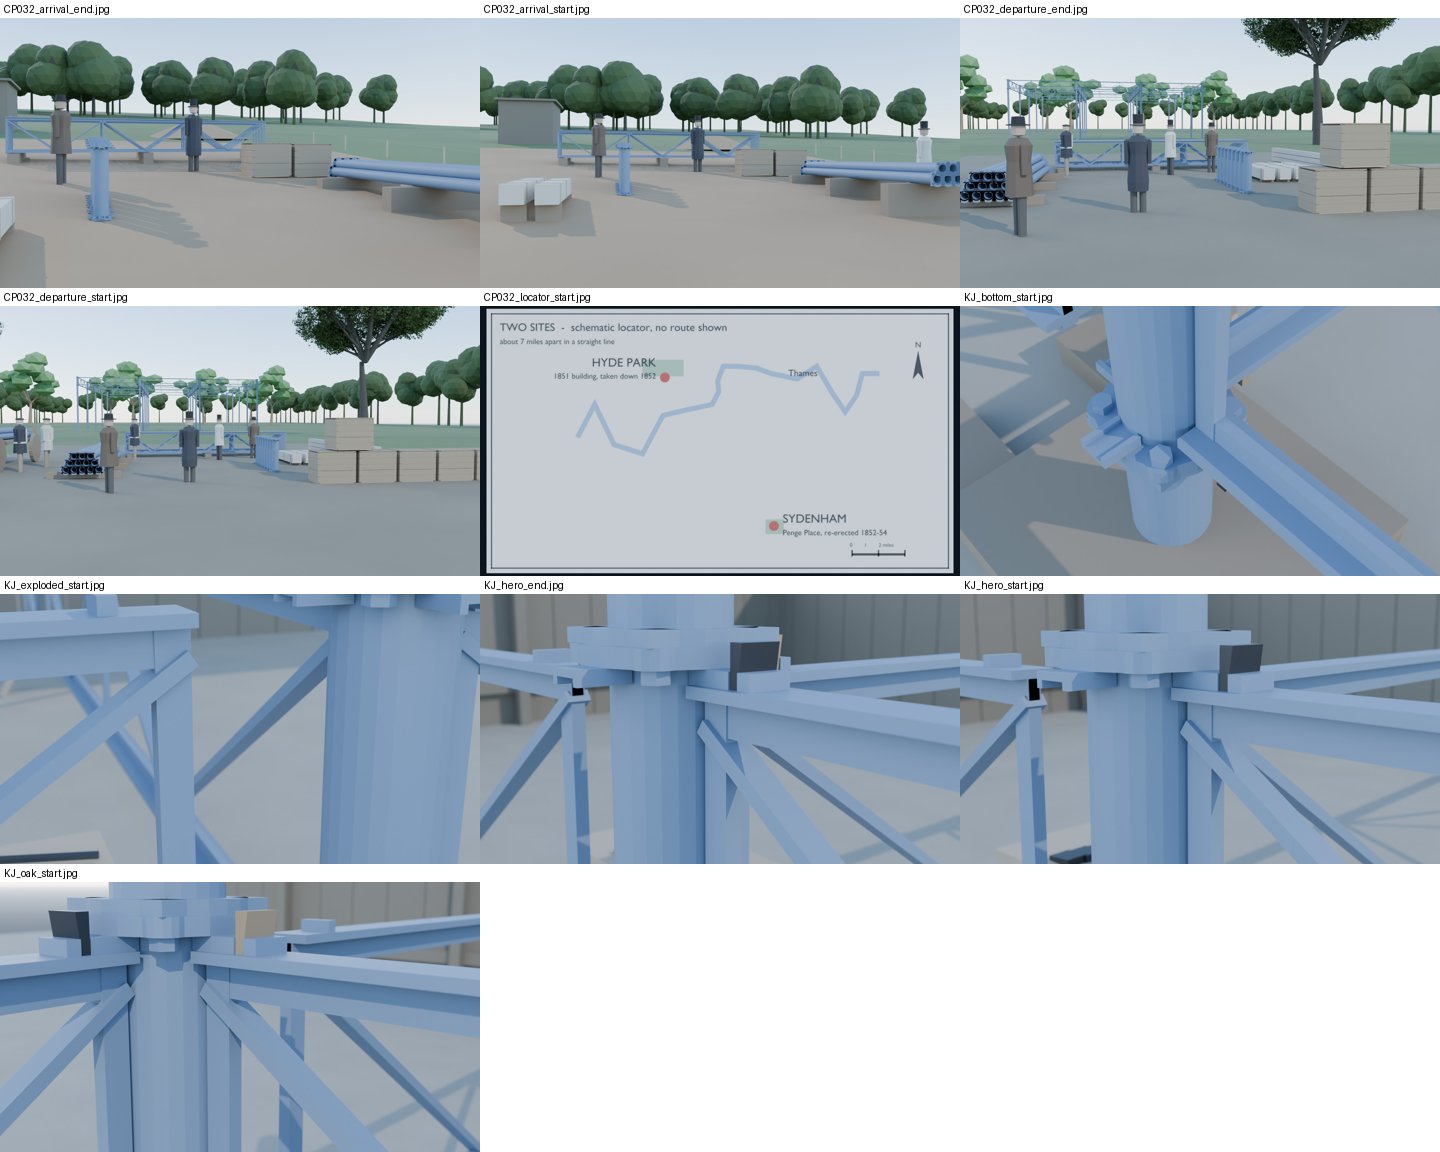 CP032_arrival_end.jpg
CP032_arrival_start.jpg
CP032_departure_end.jpg
CP032_departure_start.jpg
CP032_locator_start.jpg
TWO SITES - schematic locator, no route shown
about 7 miles apart in a straight line
N
HYDE PARK
1851 building, taken down 1852
Thames
SYDENHAM
Penge Place, re-erected 1852-54
0 1 2 miles
KJ_bottom_start.jpg
KJ_exploded_start.jpg
KJ_hero_end.jpg
KJ_hero_start.jpg
KJ_oak_start.jpg